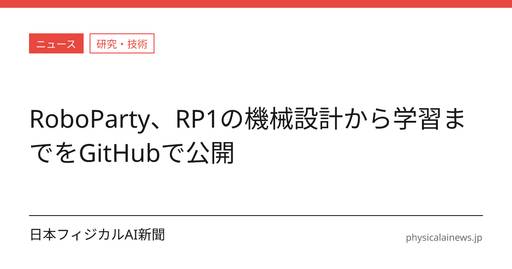 ニュース 研究・技術
RoboParty、RP1の機械設計から学習ま
でをGitHubで公開
日本フィジカルAI新聞 physicalainews.jp